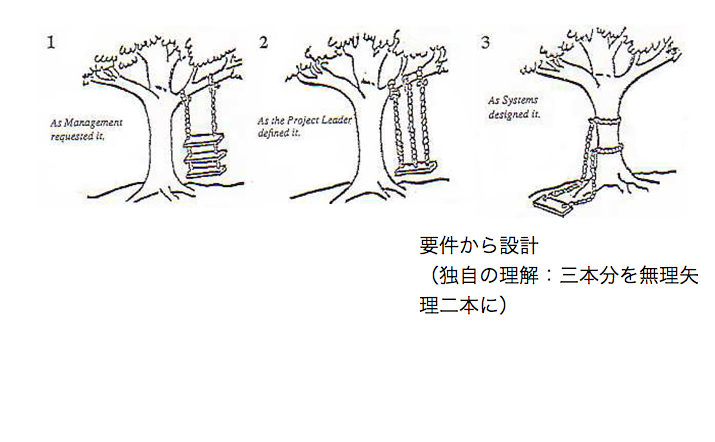 1
As Management
requested it.
2
As the Project Leader
defined it.
3
As Systems
designed it.
要件から設計
（独自の理解：三本分を無理矢
理二本に）